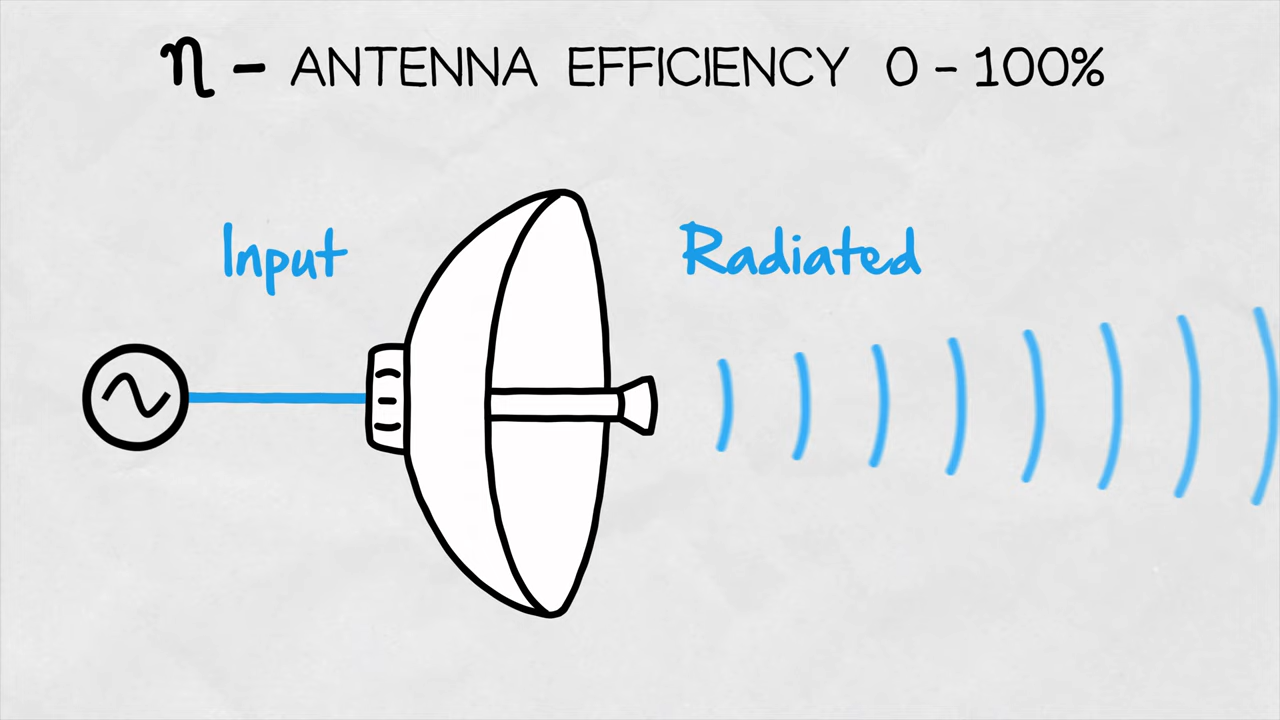 η - ANTENNA EFFICIENCY 0 - 100%
Input
Radiated